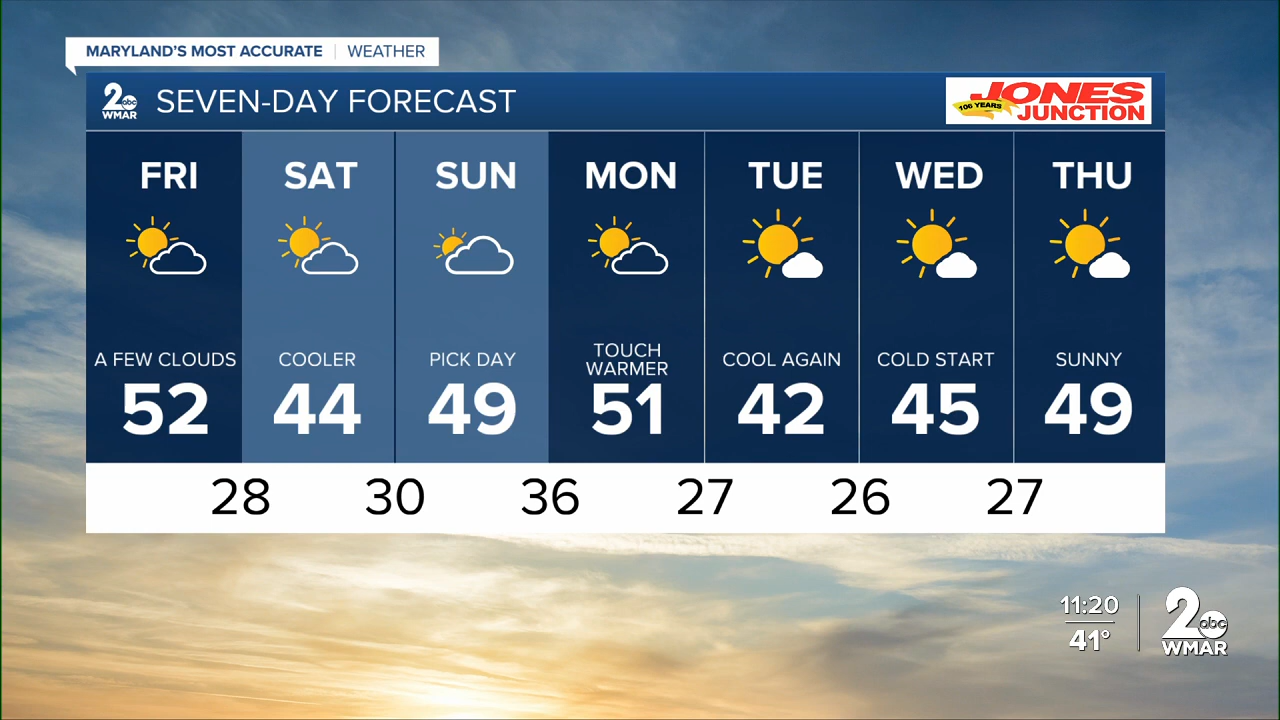 MARYLAND'S MOST ACCURATE | WEATHER
2 abc
WMAR
SEVEN-DAY FORECAST
106 YEARS
JONES
JUNCTION
FRI SAT SUN MON TUE WED THU
A FEW CLOUDS COOLER PICK DAY TOUCH WARMER COOL AGAIN COLD START SUNNY
52 44 49 51 42 45 49
28 30 36 27 26 27
11:20
41°
2 abc
WMAR